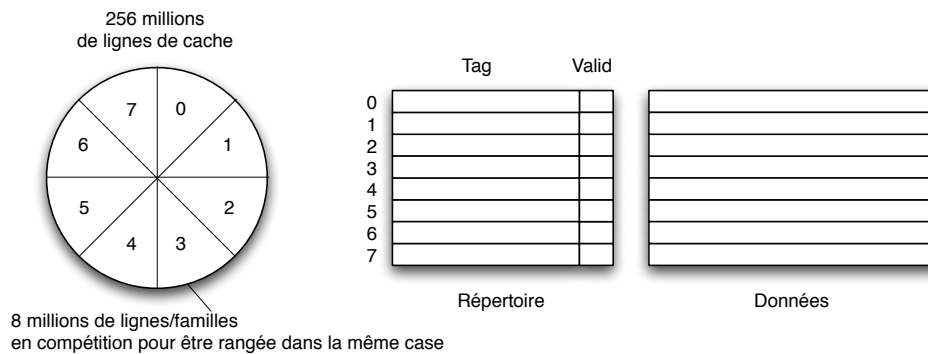 256 millions
de lignes de cache
7
0
6
1
5
2
4
3
8 millions de lignes/familles
en compétition pour être rangée dans la même case
Tag
Valid
0
1
2
3
4
5
6
7
Répertoire
Données